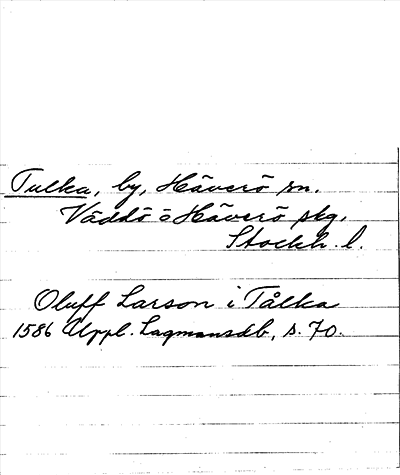 Tulka, by, Häverö sn.
Väddö o Häverö skg,
Stockh. l.
Oluff Larson i Tålka
1586 Uppl. Lagmansdb, s. 70.